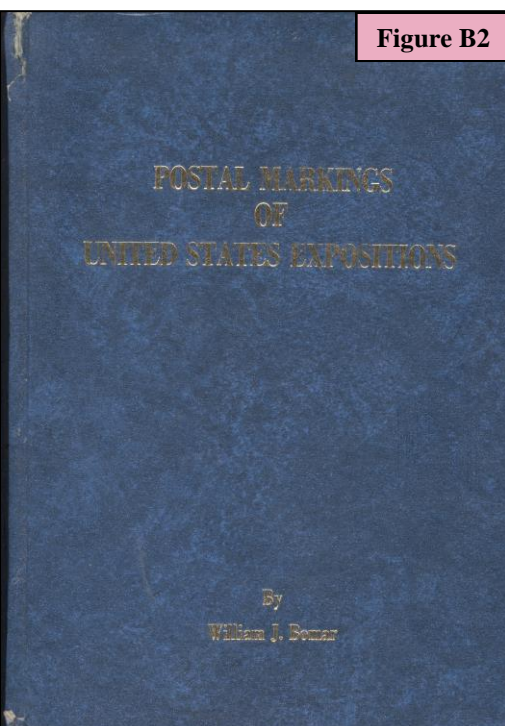 Figure B2
POSTAL MARKINGS
OF
UNITED STATES EXPOSITIONS
By
William J. Bomar